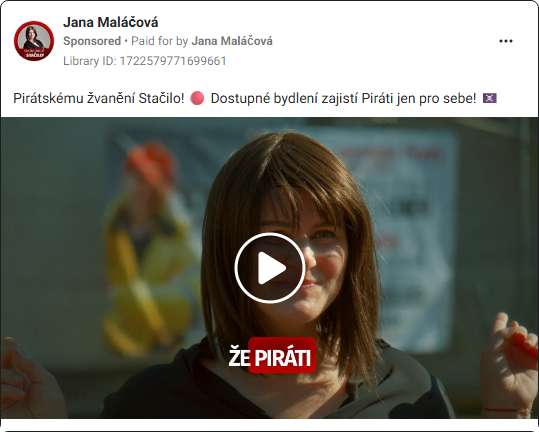 Jana Maláčová
Sponsored • Paid for by Jana Maláčová
Library ID: 1722579771699661
Pirátskému žvanění Stačilo! 🔴 Dostupné bydlení zajistí Piráti jen pro sebe! 🏴‍☠️
STAČILO!
ŽE PIRÁTI